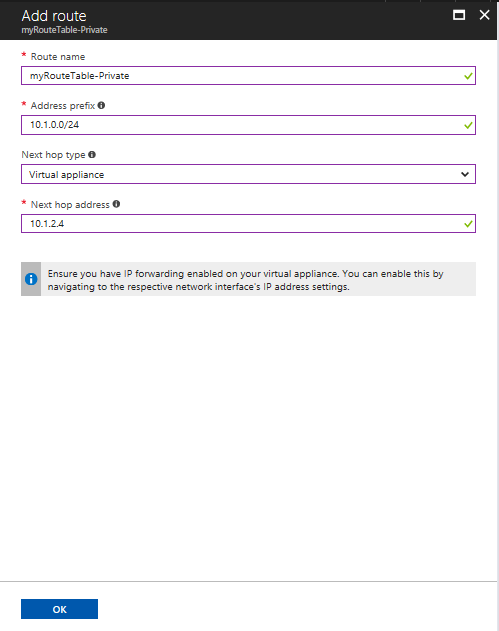 Add route
myRouteTable-Private
* Route name
myRouteTable-Private
* Address prefix
10.1.0.0/24
Next hop type
Virtual appliance
* Next hop address
10.1.2.4
Ensure you have IP forwarding enabled on your virtual appliance. You can enable this by
navigating to the respective network interface's IP address settings.
OK